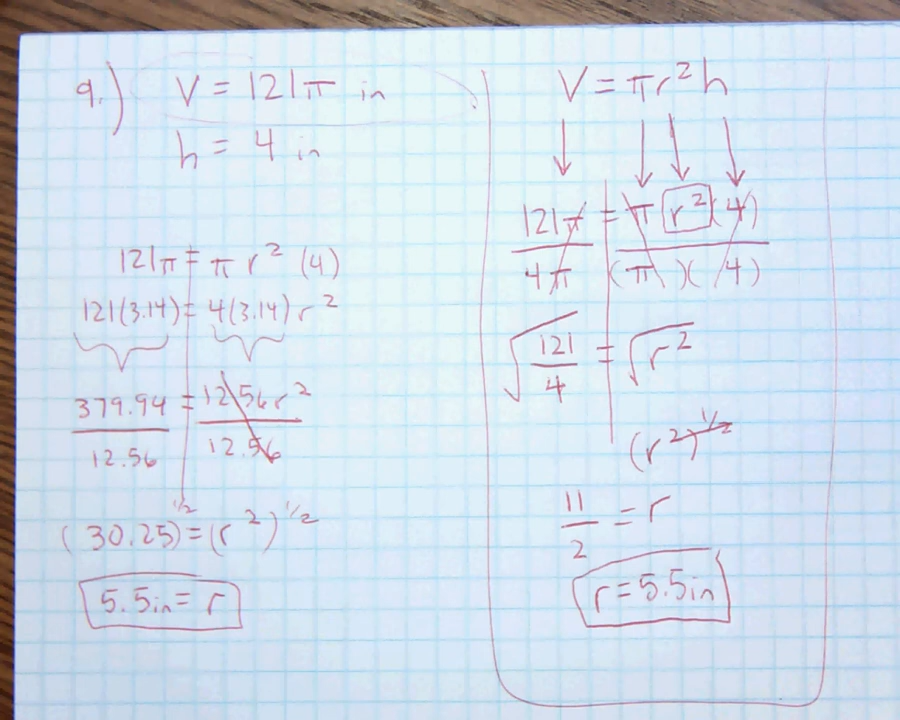 9.) V = 121π in
h = 4 in
121π = π r² (4)
121(3.14) = 4(3.14) r²
379.94 = 12.56r²
12.56 12.56
(30.25)^1/2 = (r²)^1/2
5.5in = r
V = πr²h
121π = π r² (4)
4π (π)(4)
√121/4 = √r²
(r²)^1/2
11/2 = r
r = 5.5in